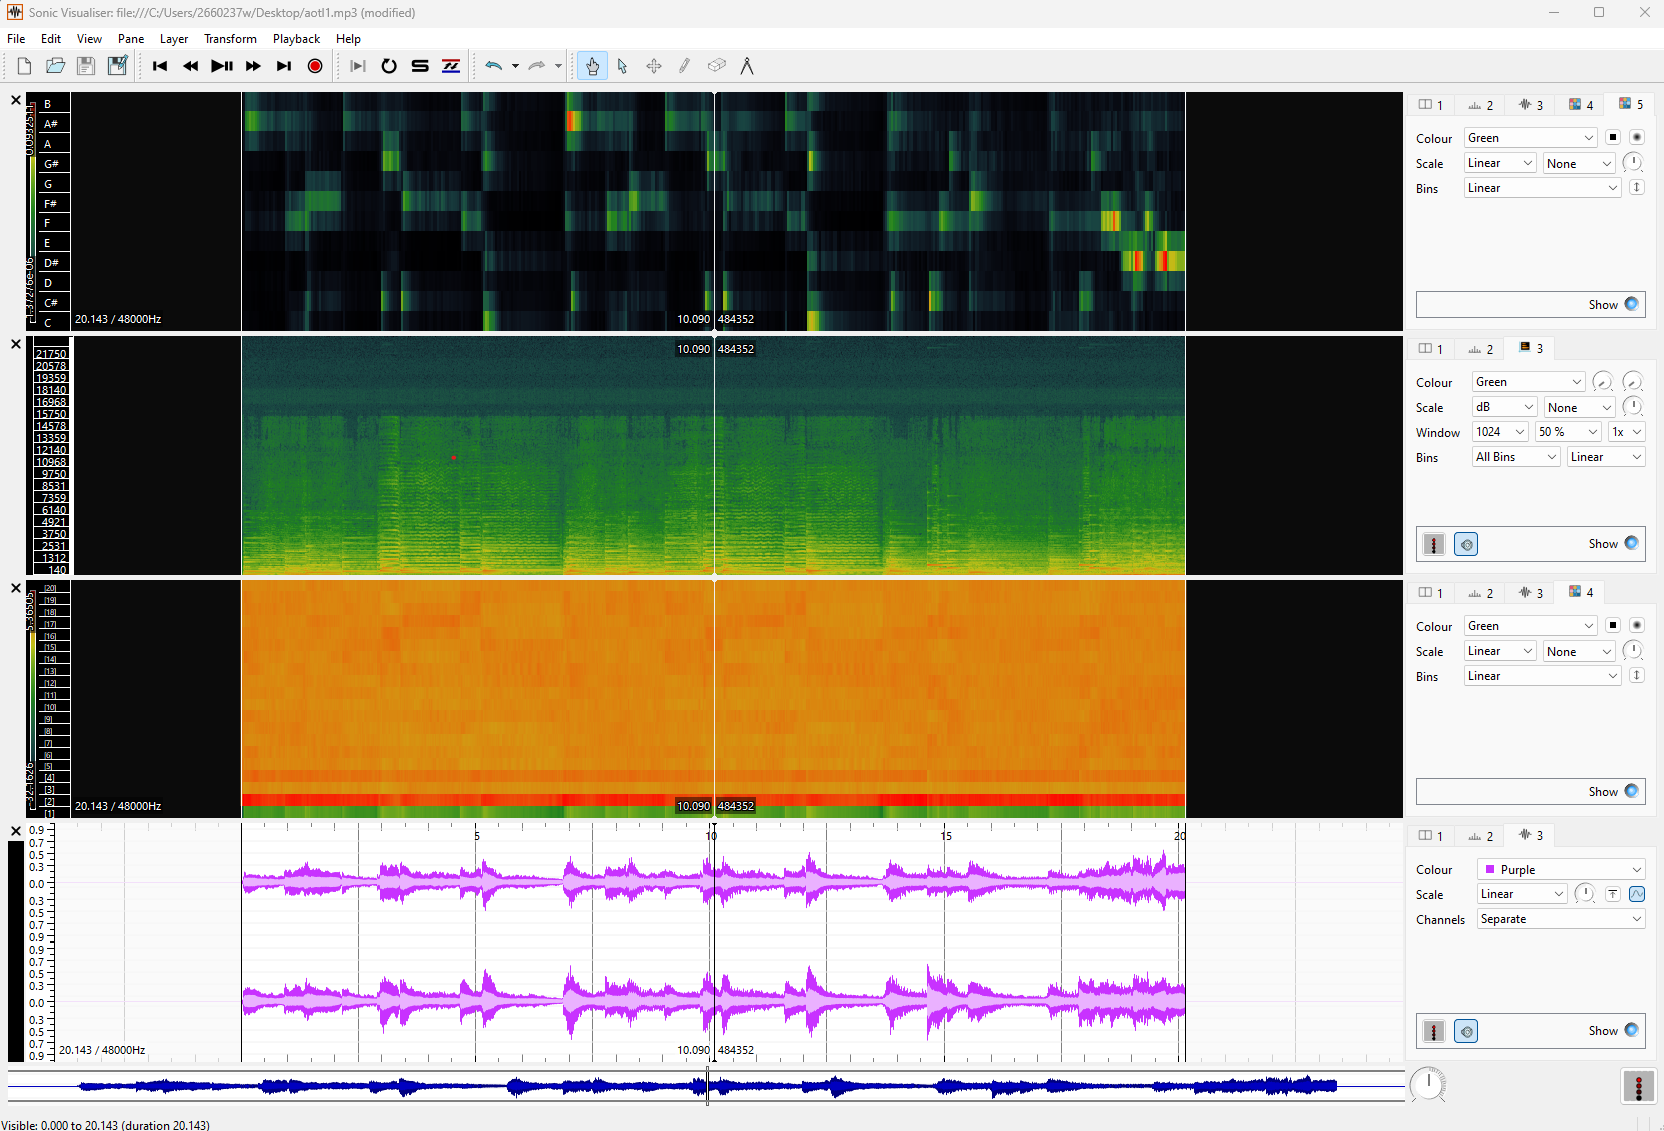 Sonic Visualiser: file:///C:/Users/2660237w/Desktop/aotl1.mp3 (modified)
File Edit View Pane Layer Transform Playback Help
B
A#
A
G#
G
F#
F
E
D#
D
C#
C
20.143 / 48000Hz
10.090 484352
1 2 3 4 5
Colour Green
Scale Linear None
Bins Linear
Show
21750
20578
19359
18140
16968
15750
14578
13359
12140
10968
9750
8531
7359
6140
4921
3750
2531
1312
140
10.090 484352
1 2 3
Colour Green
Scale dB None
Window 1024 50 % 1x
Bins All Bins Linear
Show
[20]
[19]
[18]
[17]
[16]
[15]
[14]
[13]
[12]
[11]
[10]
[9]
[8]
[7]
[6]
[5]
[4]
[3]
[2]
[1]
20.143 / 48000Hz
10.090 484352
1 2 3 4
Colour Green
Scale Linear None
Bins Linear
Show
0.9
0.7
0.5
0.3
0.0
0.3
0.5
0.7
0.9
0.9
0.7
0.5
0.3
0.0
0.3
0.5
0.7
0.9
5 10 15 20
20.143 / 48000Hz
10.090 484352
1 2 3
Colour Purple
Scale Linear
Channels Separate
Show
Visible: 0.000 to 20.143 (duration 20.143)